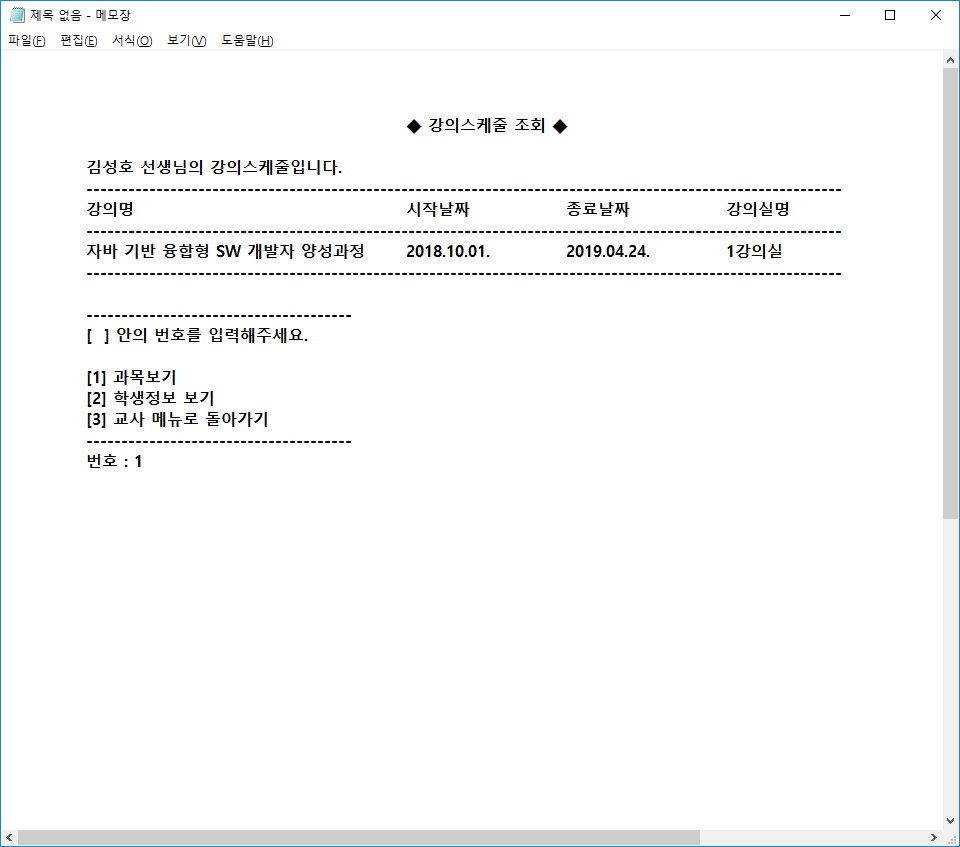 제목 없음 - 메모장
파일(F) 편집(E) 서식(O) 보기(V) 도움말(H)
◆ 강의스케줄 조회 ◆
김성호 선생님의 강의스케줄입니다.
------------------------------------------------------------------------------------------------------------
강의명 시작날짜 종료날짜 강의실명
------------------------------------------------------------------------------------------------------------
자바 기반 융합형 SW 개발자 양성과정 2018.10.01. 2019.04.24. 1강의실
------------------------------------------------------------------------------------------------------------
--------------------------------------
[  ] 안의 번호를 입력해주세요.
[1] 과목보기
[2] 학생정보 보기
[3] 교사 메뉴로 돌아가기
--------------------------------------
번호 : 1